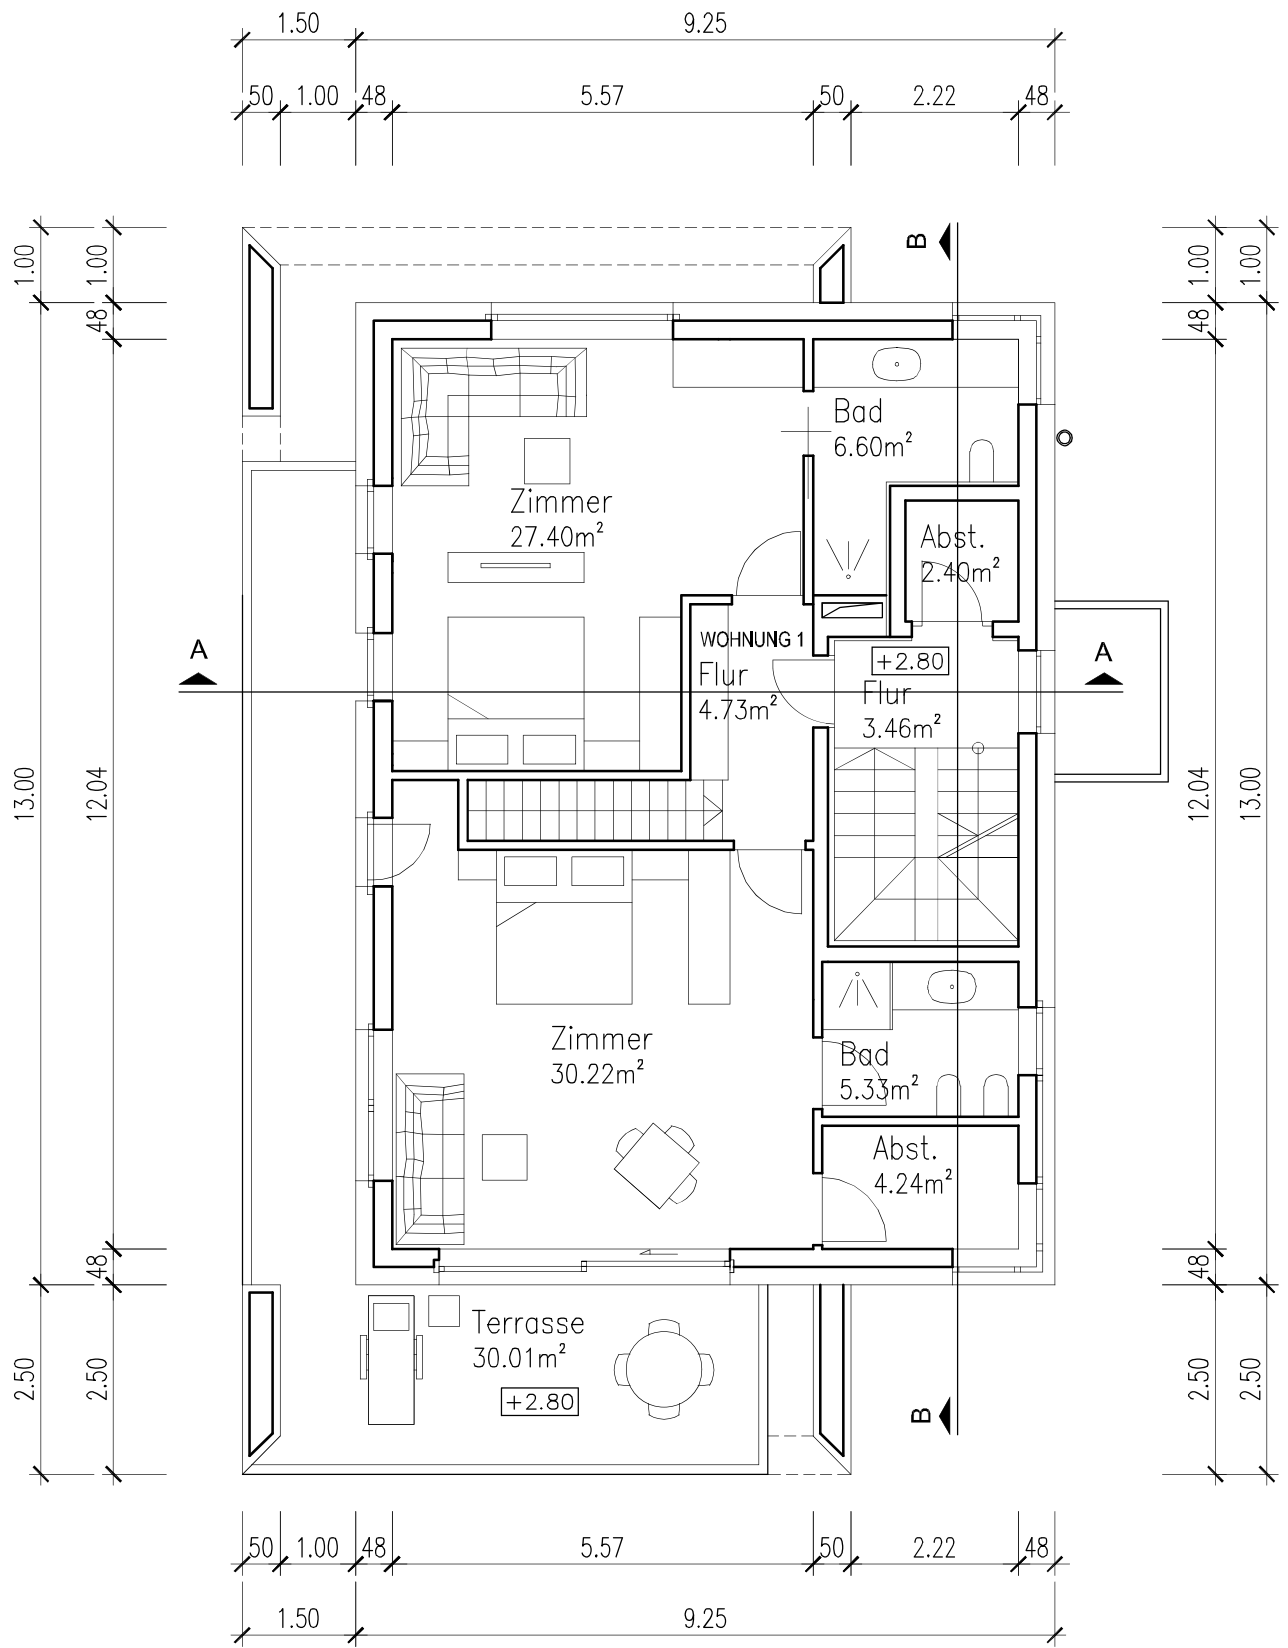 1.50 9.25
50 1.00 48 5.57 50 2.22 48
1.00 1.00 B 1.00 1.00
48 48
Bad
6.60m²
Zimmer
27.40m²
Abst.
2.40m²
WOHNUNG 1
+2.80
A A
Flur
4.73m²
Flur
3.46m²
13.00 12.04 12.04 13.00
Zimmer
30.22m²
Bad
5.33m²
Abst.
4.24m²
48 48
Terrasse
30.01m²
+2.80
2.50 2.50 B 2.50 2.50
50 1.00 48 5.57 50 2.22 48
1.50 9.25